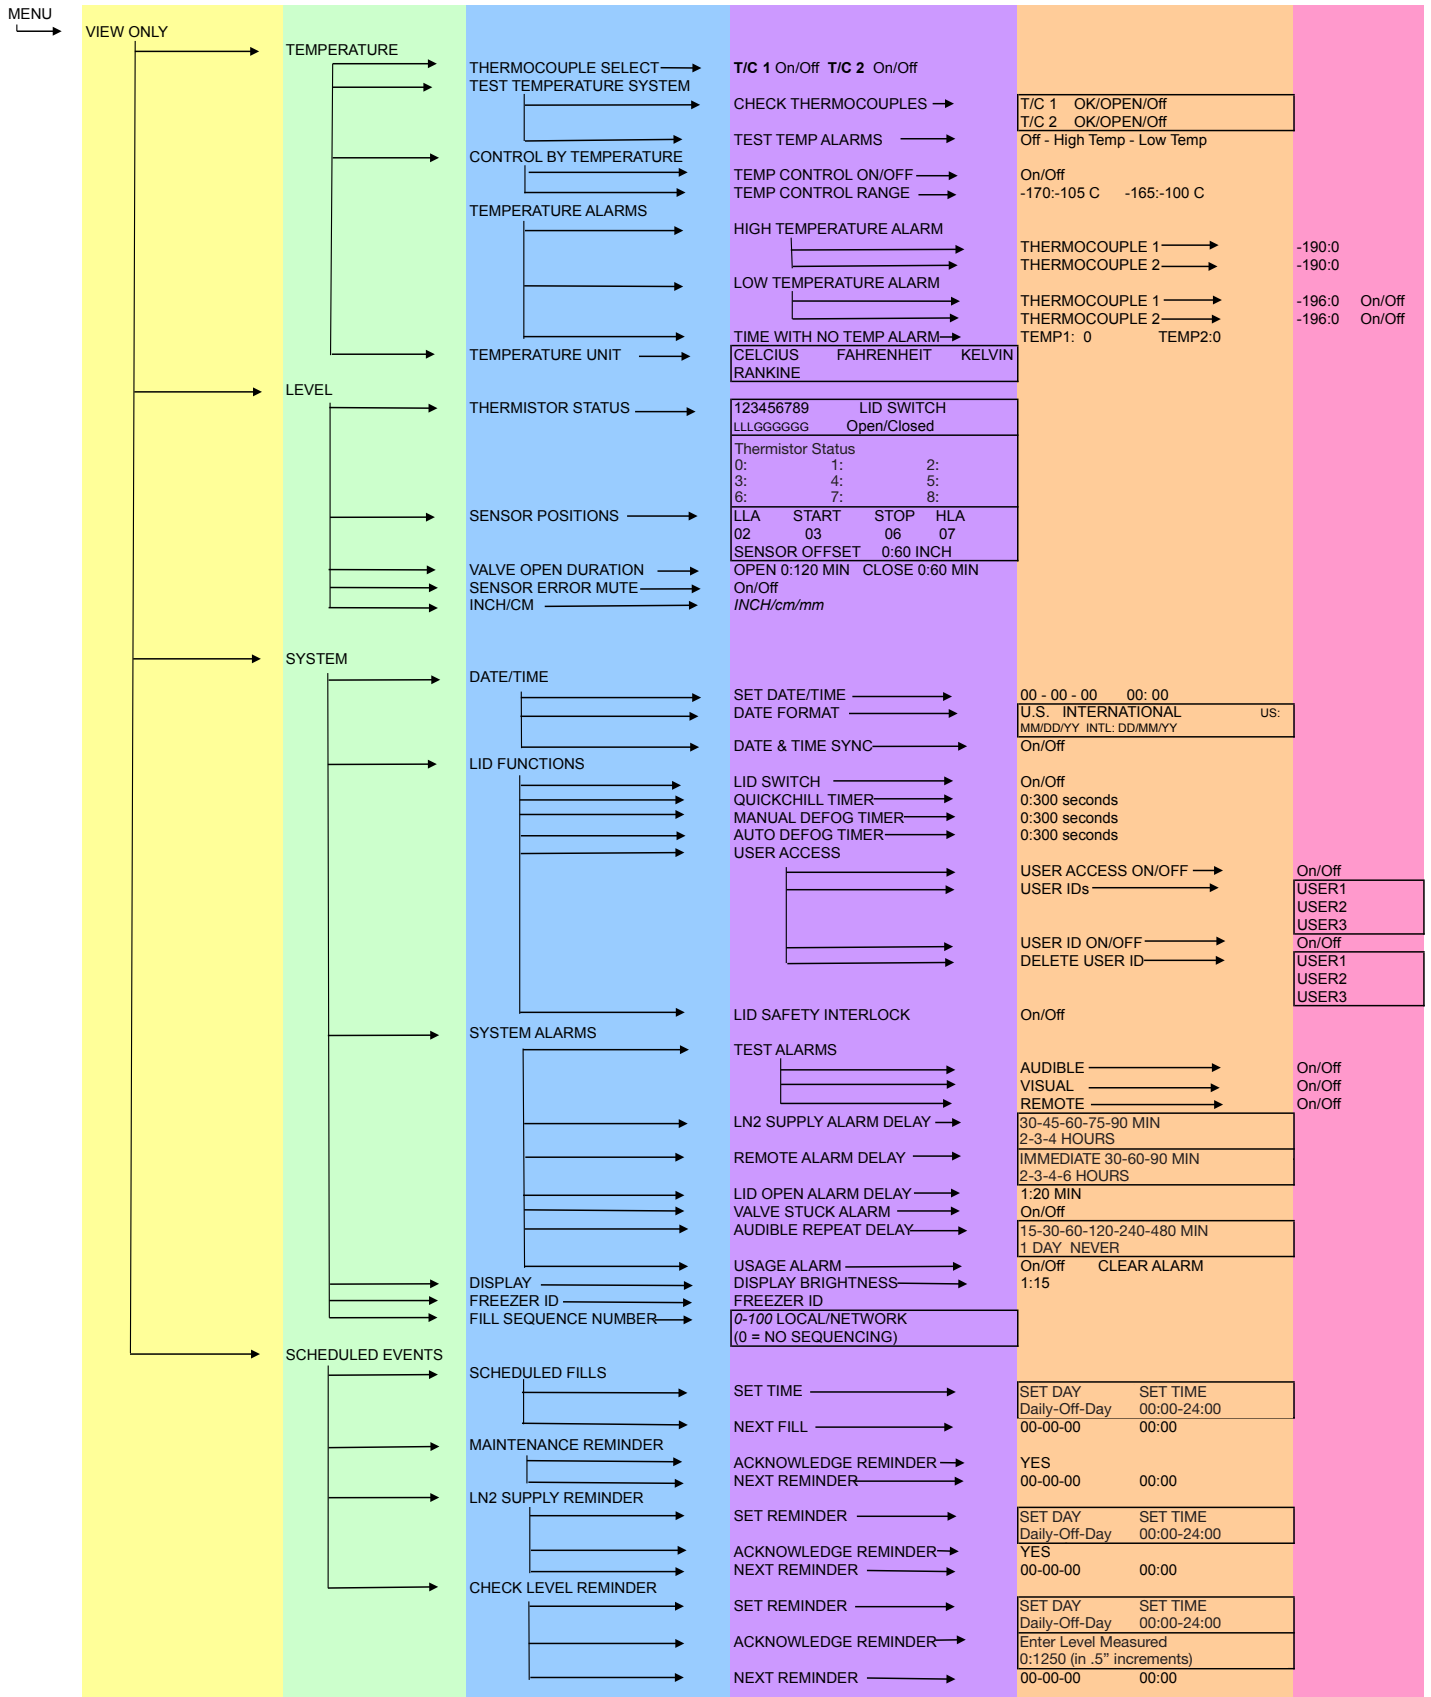 MENU
VIEW ONLY
TEMPERATURE
THERMOCOUPLE SELECT T/C 1 On/Off T/C 2 On/Off
TEST TEMPERATURE SYSTEM
CHECK THERMOCOUPLES T/C 1 OK/OPEN/Off
T/C 2 OK/OPEN/Off
TEST TEMP ALARMS Off - High Temp - Low Temp
CONTROL BY TEMPERATURE
TEMP CONTROL ON/OFF On/Off
TEMP CONTROL RANGE -170:-105 C -165:-100 C
TEMPERATURE ALARMS
HIGH TEMPERATURE ALARM
THERMOCOUPLE 1 -190:0
THERMOCOUPLE 2 -190:0
LOW TEMPERATURE ALARM
THERMOCOUPLE 1 -196:0 On/Off
THERMOCOUPLE 2 -196:0 On/Off
TIME WITH NO TEMP ALARM TEMP1: 0 TEMP2:0
TEMPERATURE UNIT CELCIUS FAHRENHEIT KELVIN
RANKINE
LEVEL
THERMISTOR STATUS 123456789 LID SWITCH
LLLGGGGGG Open/Closed
Thermistor Status
0: 1: 2:
3: 4: 5:
6: 7: 8:
SENSOR POSITIONS LLA START STOP HLA
02 03 06 07
SENSOR OFFSET 0:60 INCH
VALVE OPEN DURATION OPEN 0:120 MIN CLOSE 0:60 MIN
SENSOR ERROR MUTE On/Off
INCH/CM INCH/cm/mm
SYSTEM
DATE/TIME
SET DATE/TIME 00 - 00 - 00 00: 00
DATE FORMAT U.S. INTERNATIONAL US:
MM/DD/YY INTL: DD/MM/YY
DATE & TIME SYNC On/Off
LID FUNCTIONS
LID SWITCH On/Off
QUICKCHILL TIMER 0:300 seconds
MANUAL DEFOG TIMER 0:300 seconds
AUTO DEFOG TIMER 0:300 seconds
USER ACCESS
USER ACCESS ON/OFF On/Off
USER IDs USER1
USER2
USER3
USER ID ON/OFF On/Off
DELETE USER ID USER1
USER2
USER3
LID SAFETY INTERLOCK On/Off
SYSTEM ALARMS
TEST ALARMS
AUDIBLE On/Off
VISUAL On/Off
REMOTE On/Off
LN2 SUPPLY ALARM DELAY 30-45-60-75-90 MIN
2-3-4 HOURS
REMOTE ALARM DELAY IMMEDIATE 30-60-90 MIN
2-3-4-6 HOURS
LID OPEN ALARM DELAY 1:20 MIN
VALVE STUCK ALARM On/Off
AUDIBLE REPEAT DELAY 15-30-60-120-240-480 MIN
1 DAY NEVER
USAGE ALARM On/Off CLEAR ALARM
DISPLAY DISPLAY BRIGHTNESS 1:15
FREEZER ID FREEZER ID
FILL SEQUENCE NUMBER 0-100 LOCAL/NETWORK
(0 = NO SEQUENCING)
SCHEDULED EVENTS
SCHEDULED FILLS
SET TIME SET DAY SET TIME
Daily-Off-Day 00:00-24:00
NEXT FILL 00-00-00 00:00
MAINTENANCE REMINDER
ACKNOWLEDGE REMINDER YES
NEXT REMINDER 00-00-00 00:00
LN2 SUPPLY REMINDER
SET REMINDER SET DAY SET TIME
Daily-Off-Day 00:00-24:00
ACKNOWLEDGE REMINDER YES
NEXT REMINDER 00-00-00 00:00
CHECK LEVEL REMINDER
SET REMINDER SET DAY SET TIME
Daily-Off-Day 00:00-24:00
ACKNOWLEDGE REMINDER Enter Level Measured
0:1250 (in .5” increments)
NEXT REMINDER 00-00-00 00:00